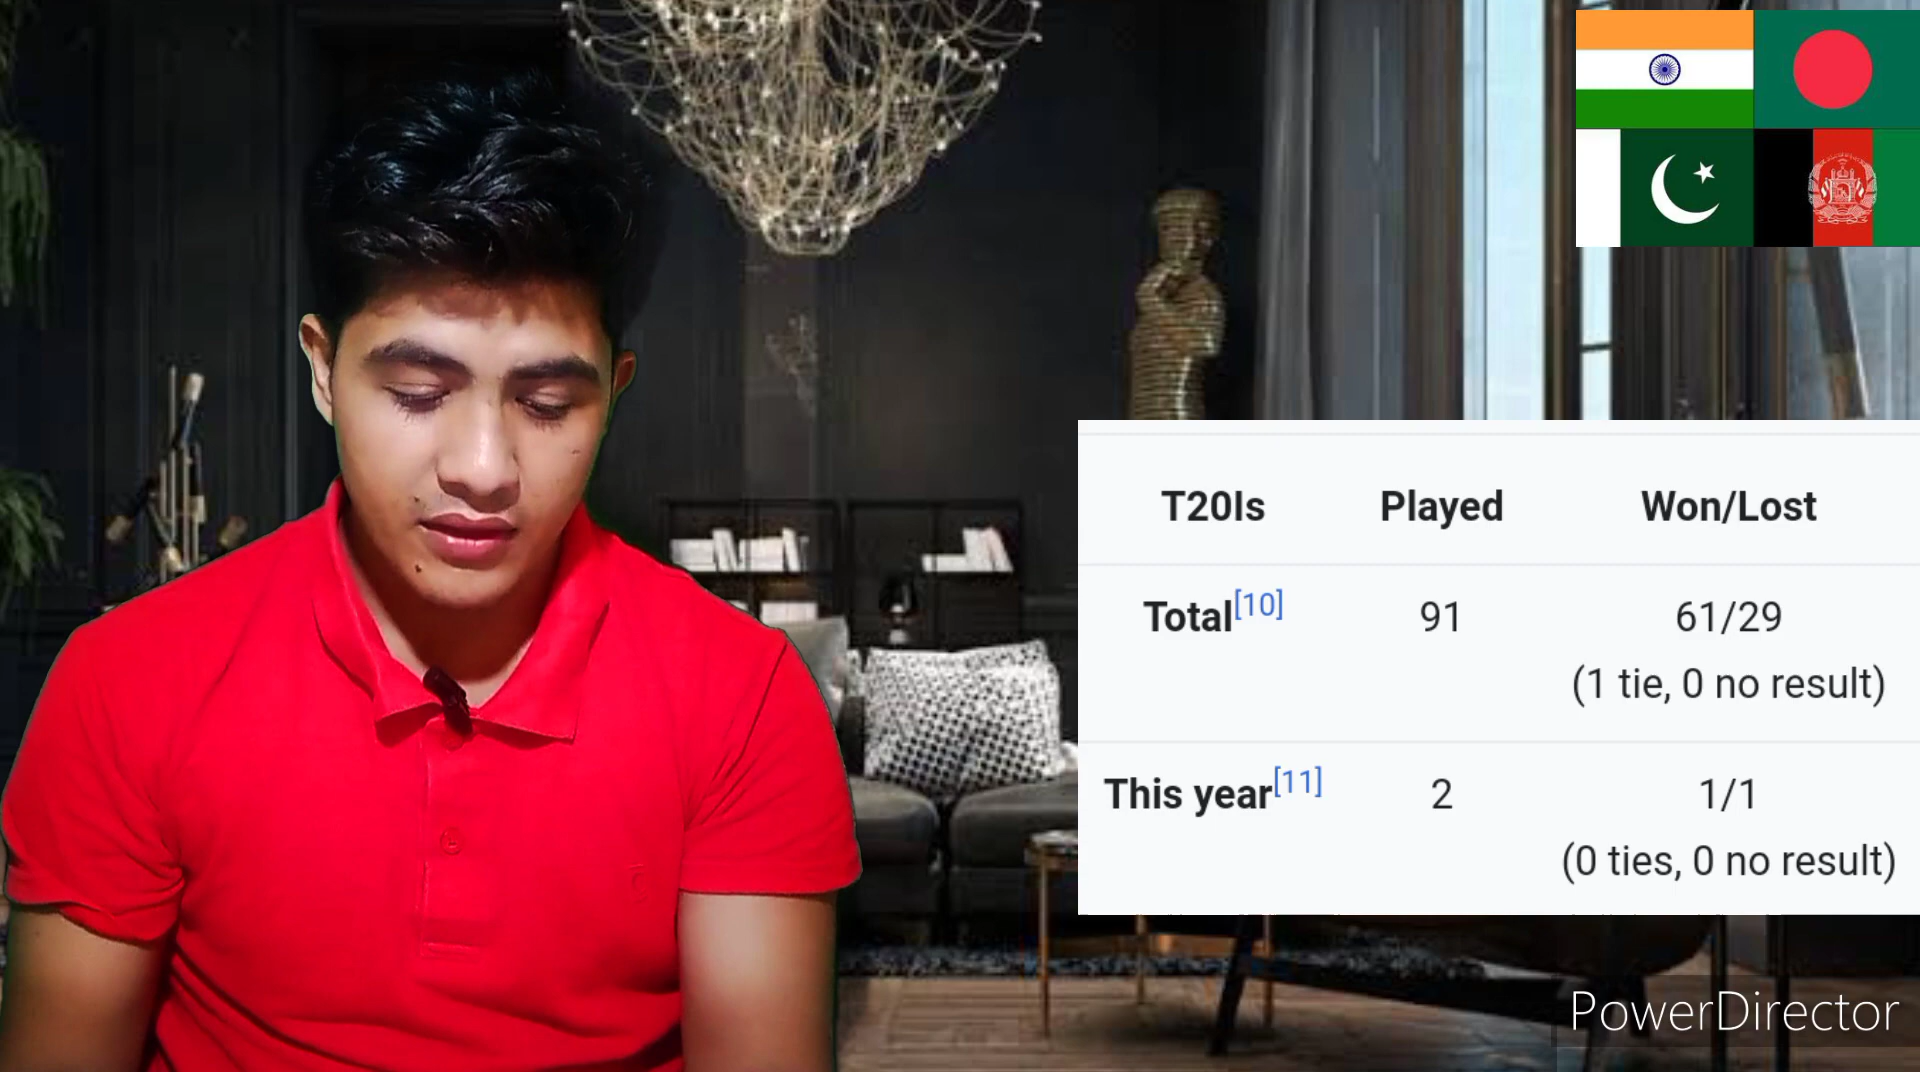 T20Is Played Won/Lost
Total[10] 91 61/29
(1 tie, 0 no result)
This year[11] 2 1/1
(0 ties, 0 no result)
PowerDirector